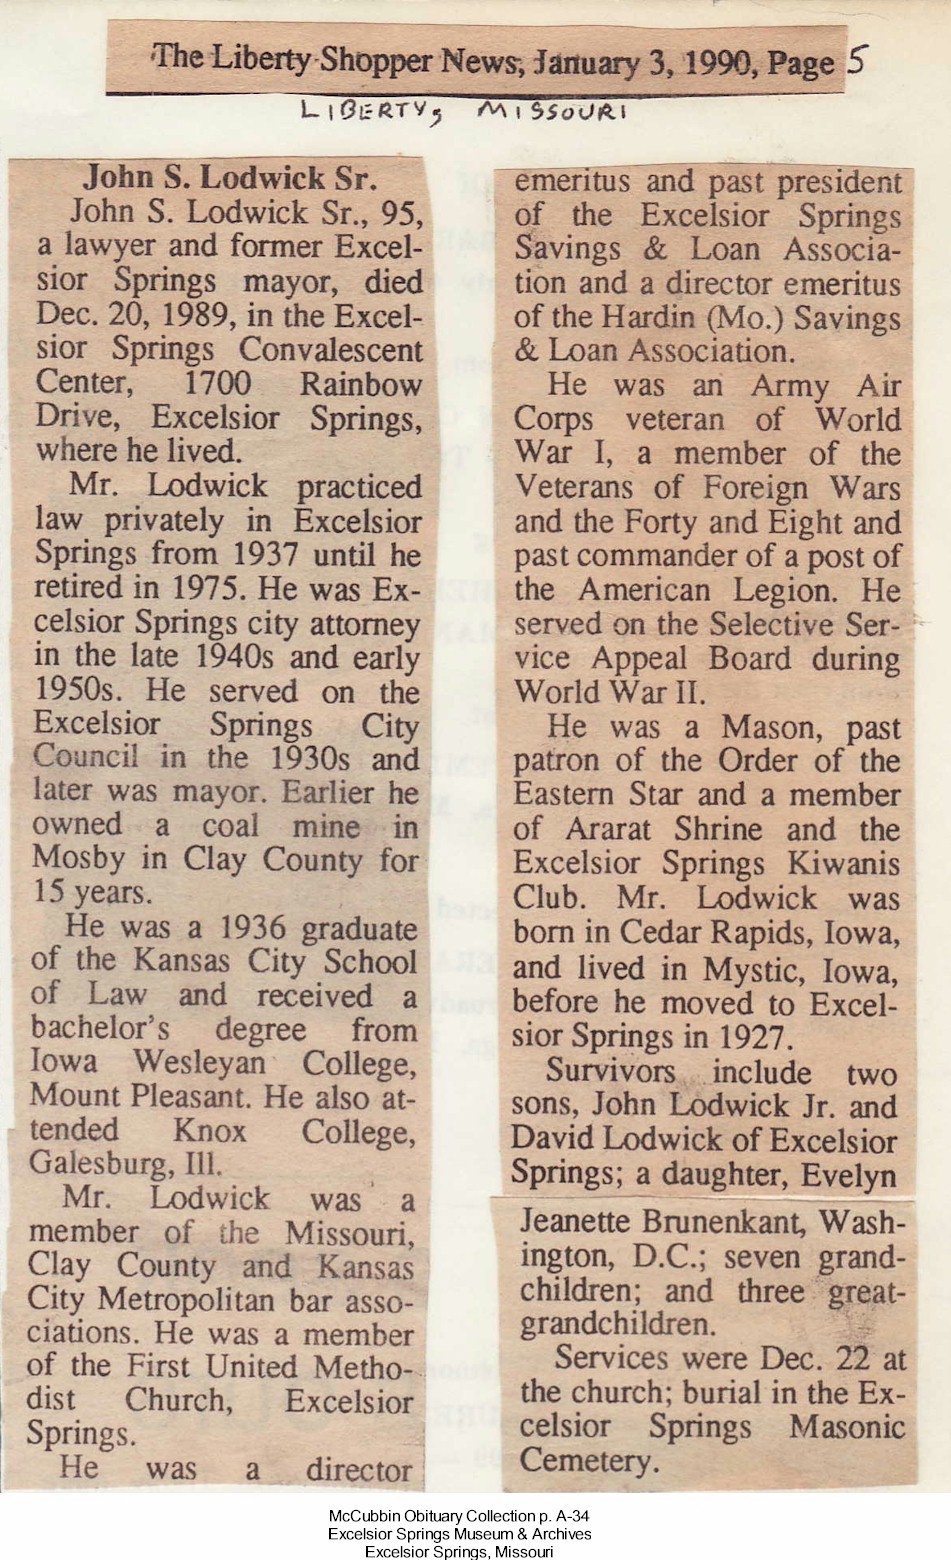 The Liberty Shopper News, January 3, 1990, Page 5
LIBERTY, MISSOURI
John S. Lodwick Sr.
John S. Lodwick Sr., 95,
a lawyer and former Excel-
sior Springs mayor, died
Dec. 20, 1989, in the Excel-
sior Springs Convalescent
Center, 1700 Rainbow
Drive, Excelsior Springs,
where he lived.
Mr. Lodwick practiced
law privately in Excelsior
Springs from 1937 until he
retired in 1975. He was Ex-
celsior Springs city attorney
in the late 1940s and early
1950s. He served on the
Excelsior Springs City
Council in the 1930s and
later was mayor. Earlier he
owned a coal mine in
Mosby in Clay County for
15 years.
He was a 1936 graduate
of the Kansas City School
of Law and received a
bachelor's degree from
Iowa Wesleyan College,
Mount Pleasant. He also at-
tended Knox College,
Galesburg, Ill.
Mr. Lodwick was a
member of the Missouri,
Clay County and Kansas
City Metropolitan bar asso-
ciations. He was a member
of the First United Metho-
dist Church, Excelsior
Springs.
He was a director
emeritus and past president
of the Excelsior Springs
Savings & Loan Associa-
tion and a director emeritus
of the Hardin (Mo.) Savings
& Loan Association.
He was an Army Air
Corps veteran of World
War I, a member of the
Veterans of Foreign Wars
and the Forty and Eight and
past commander of a post of
the American Legion. He
served on the Selective Ser-
vice Appeal Board during
World War II.
He was a Mason, past
patron of the Order of the
Eastern Star and a member
of Ararat Shrine and the
Excelsior Springs Kiwanis
Club. Mr. Lodwick was
born in Cedar Rapids, Iowa,
and lived in Mystic, Iowa,
before he moved to Excel-
sior Springs in 1927.
Survivors include two
sons, John Lodwick Jr. and
David Lodwick of Excelsior
Springs; a daughter, Evelyn
Jeanette Brunenkant, Wash-
ington, D.C.; seven grand-
children; and three great-
grandchildren.
Services were Dec. 22 at
the church; burial in the Ex-
celsior Springs Masonic
Cemetery.
McCubbin Obituary Collection p. A-34
Excelsior Springs Museum & Archives
Excelsior Springs, Missouri